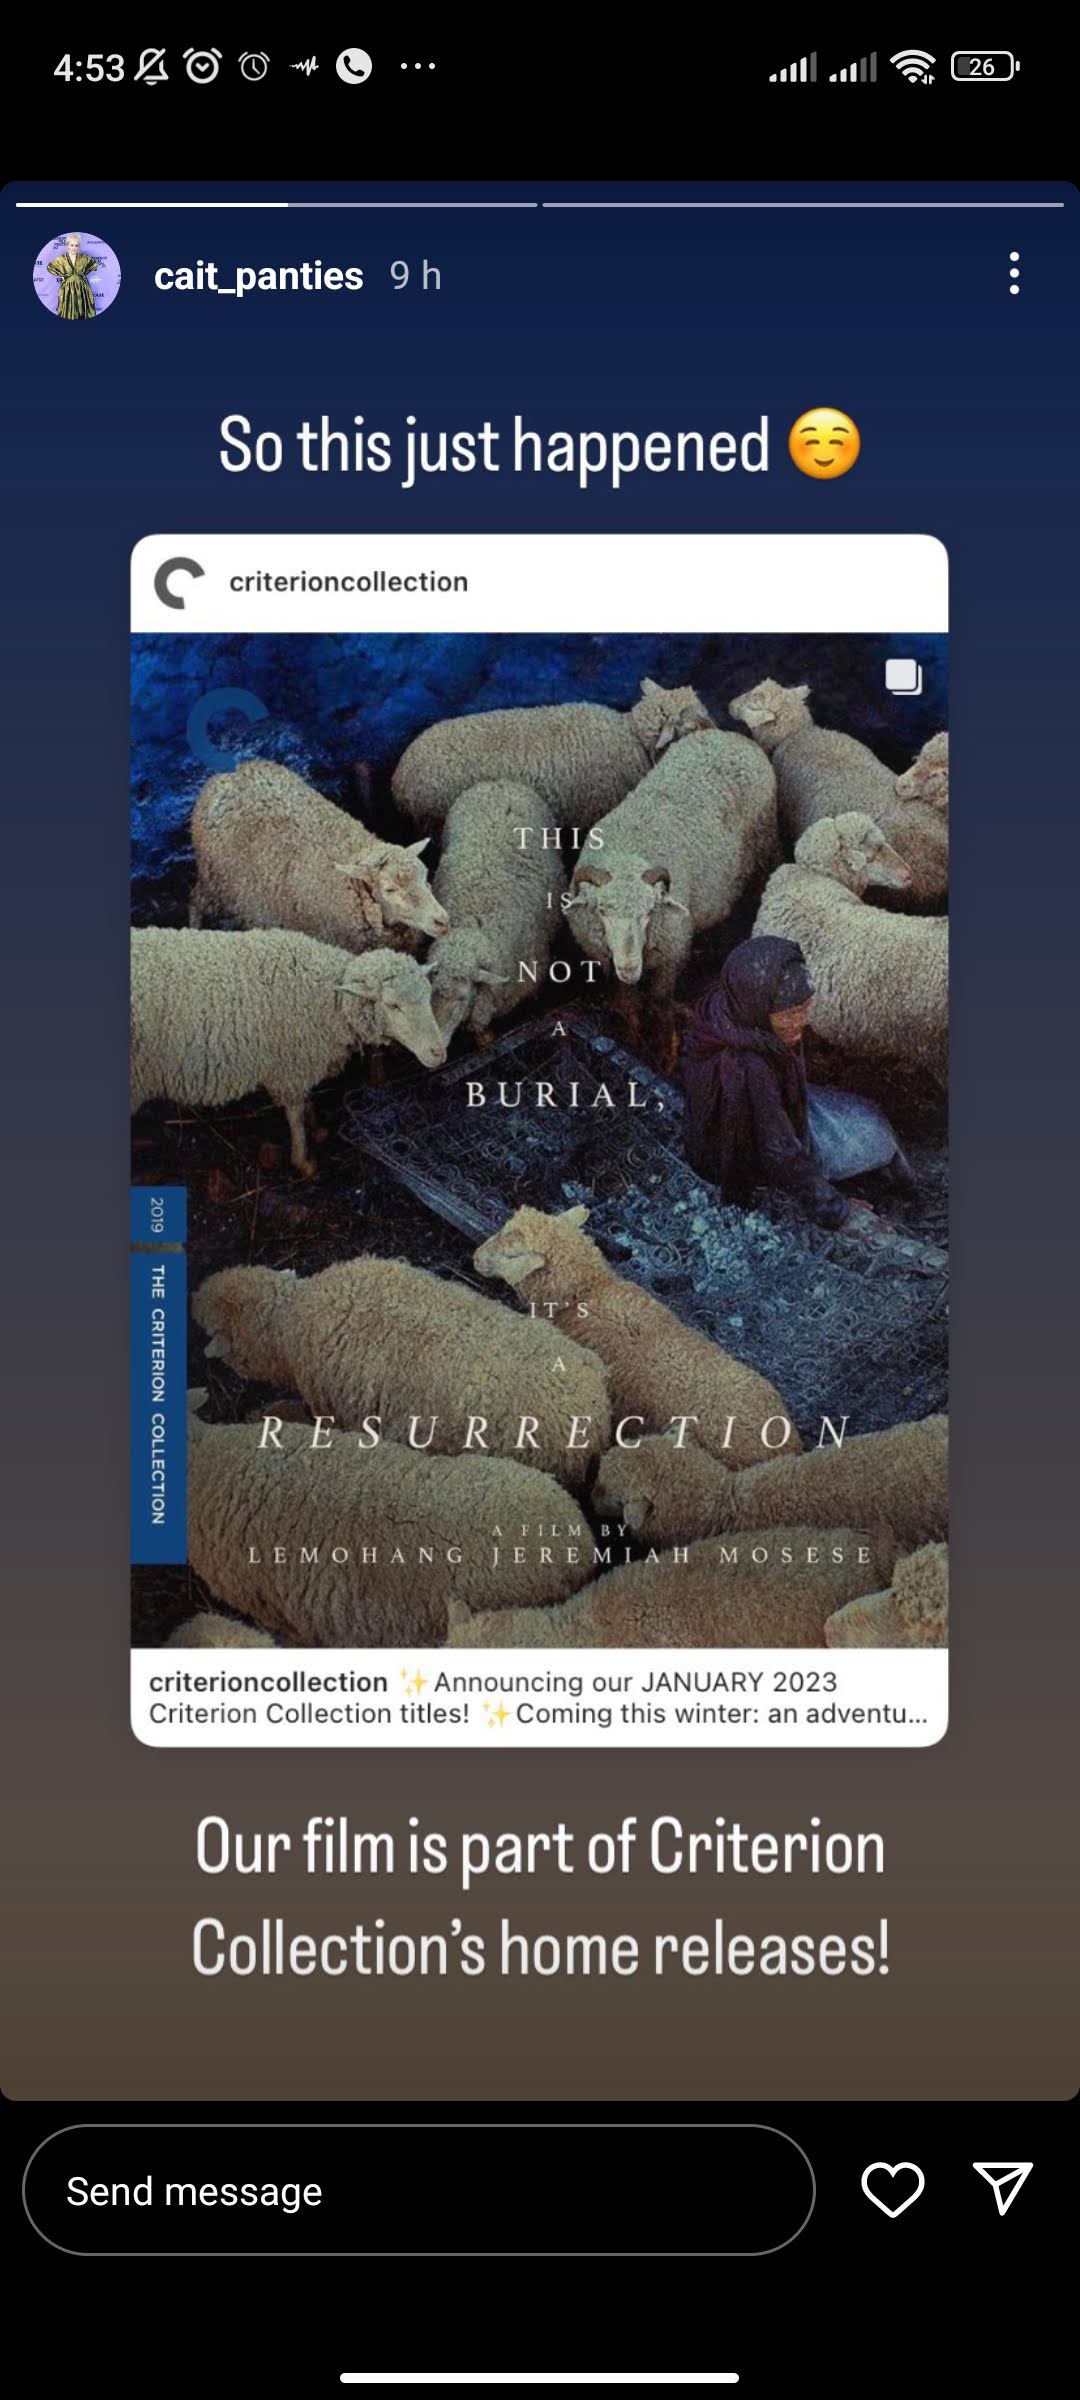 4:53
26
cait_panties 9 h
So this just happened ☺️
criterioncollection
THIS
IS
NOT
A
BURIAL,
2019
THE CRITERION COLLECTION
IT'S
A
RESURRECTION
A FILM BY
LEMOHANG JEREMIAH MOSESE
criterioncollection ✨Announcing our JANUARY 2023
Criterion Collection titles! ✨Coming this winter: an adventu...
Our film is part of Criterion
Collection's home releases!
Send message